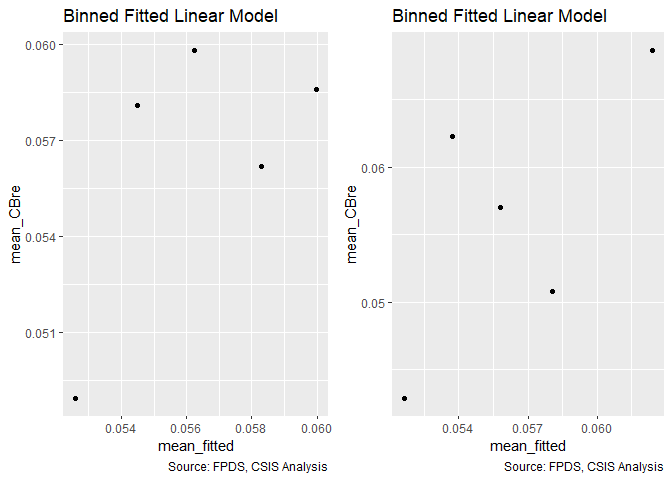 Binned Fitted Linear Model
mean_CBre
0.060
0.057
0.054
0.051
0.054
0.056
0.058
0.060
mean_fitted
Source: FPDS, CSIS Analysis
Binned Fitted Linear Model
mean_CBre
0.06
0.05
0.054
0.057
0.060
mean_fitted
Source: FPDS, CSIS Analysis